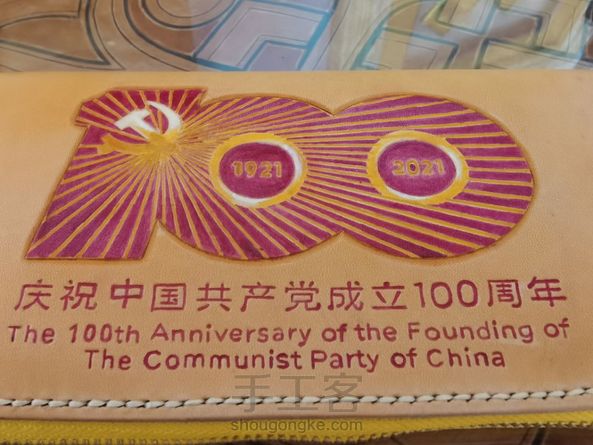 100
1921
2021
庆祝中国共产党成立100周年
The 100th Anniversary of the Founding of
The Communist Party of China
手工客
shougongke.com